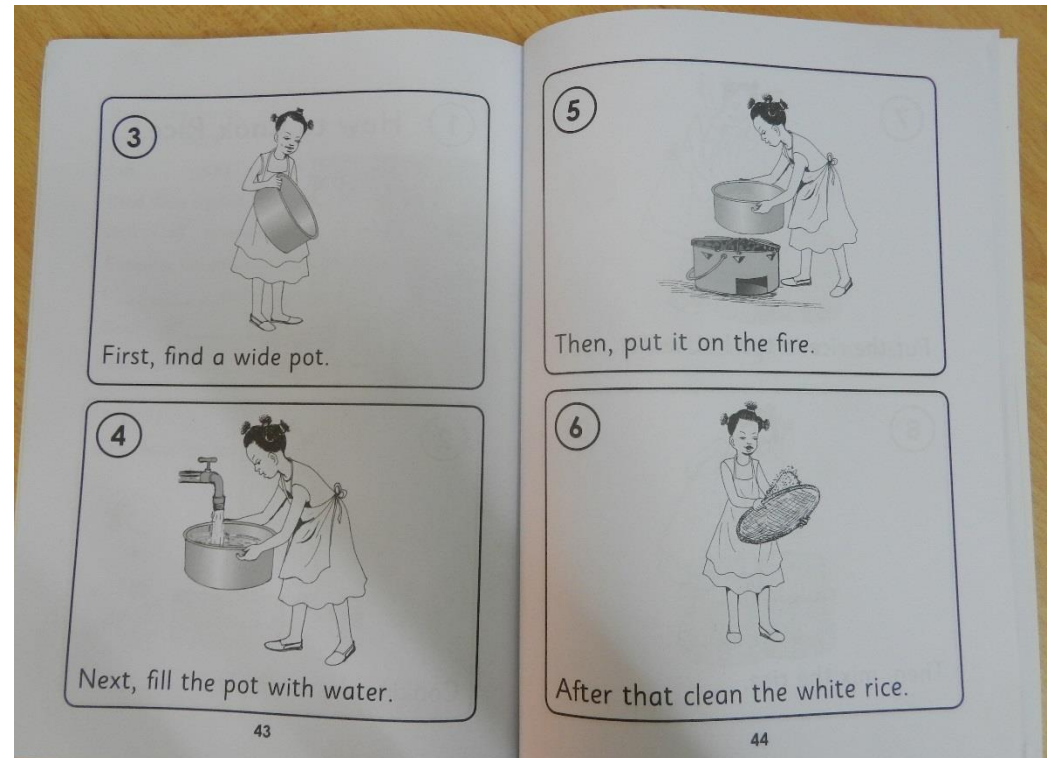 3
First, find a wide pot.
4
Next, fill the pot with water.
43
5
Then, put it on the fire.
6
After that clean the white rice.
44